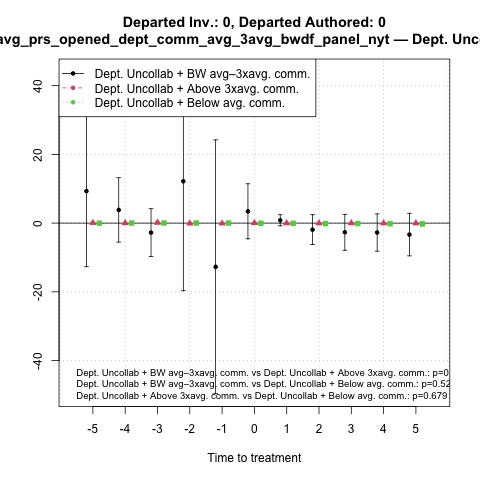 Departed Inv.: 0, Departed Authored: 0
avg_prs_opened_dept_comm_avg_3avg_bwdf_panel_nyt — Dept. Unco
Dept. Uncollab + BW avg–3xavg. comm.
Dept. Uncollab + Above 3xavg. comm.
Dept. Uncollab + Below avg. comm.
40
20
0
-20
-40
Dept. Uncollab + BW avg–3xavg. comm. vs Dept. Uncollab + Above 3xavg. comm.: p=0
Dept. Uncollab + BW avg–3xavg. comm. vs Dept. Uncollab + Below avg. comm.: p=0.52
Dept. Uncollab + Above 3xavg. comm. vs Dept. Uncollab + Below avg. comm.: p=0.679
-5 -4 -3 -2 -1 0 1 2 3 4 5
Time to treatment